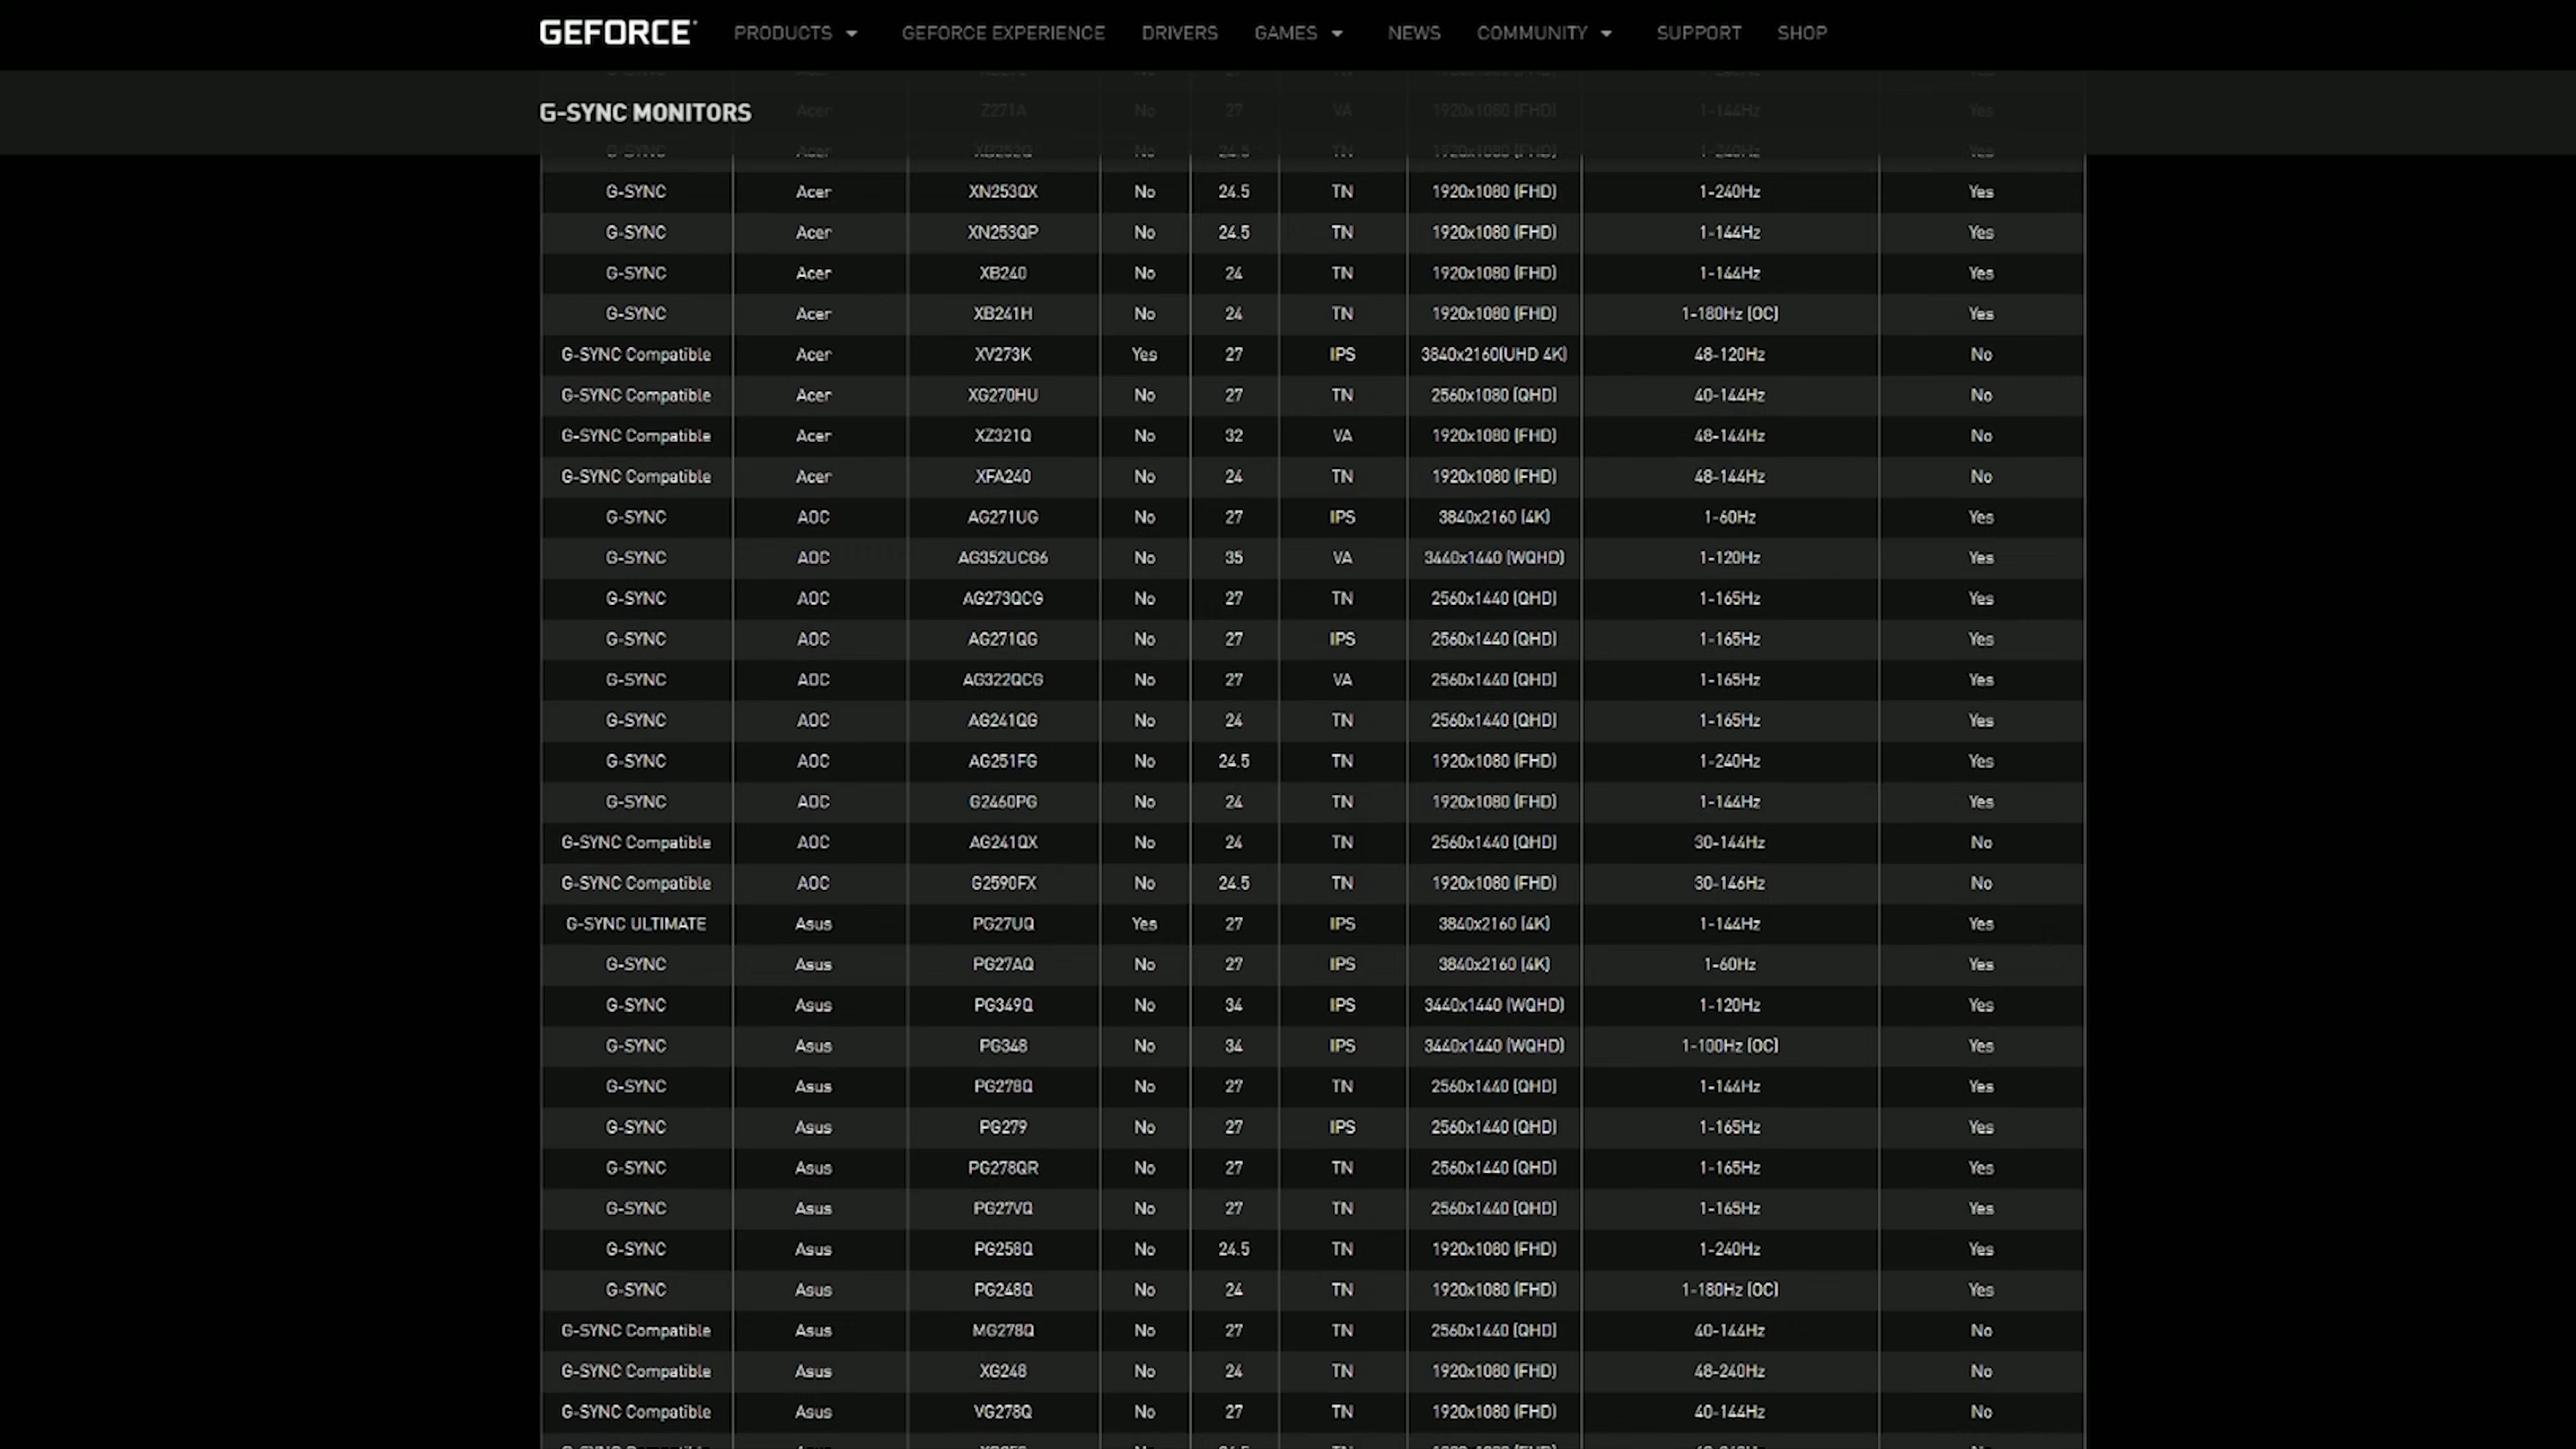 GEFORCE PRODUCTS GEFORCE EXPERIENCE DRIVERS GAMES NEWS COMMUNITY SUPPORT SHOP
G-SYNC MONITORS Acer Z271A No 27 VA 1920x1080 (FHD) 1-144Hz Yes
G-SYNC Acer XB252Q No 24.5 TN 1920x1080 (FHD) 1-240Hz Yes
G-SYNC Acer XN253QX No 24.5 TN 1920x1080 (FHD) 1-240Hz Yes
G-SYNC Acer XN253QP No 24.5 TN 1920x1080 (FHD) 1-144Hz Yes
G-SYNC Acer XB240 No 24 TN 1920x1080 (FHD) 1-144Hz Yes
G-SYNC Acer XB241H No 24 TN 1920x1080 (FHD) 1-180Hz (OC) Yes
G-SYNC Compatible Acer XV273K Yes 27 IPS 3840x2160(UHD 4K) 48-120Hz No
G-SYNC Compatible Acer XG270HU No 27 TN 2560x1080 (QHD) 40-144Hz No
G-SYNC Compatible Acer XZ321Q No 32 VA 1920x1080 (FHD) 48-144Hz No
G-SYNC Compatible Acer XFA240 No 24 TN 1920x1080 (FHD) 48-144Hz No
G-SYNC AOC AG271UG No 27 IPS 3840x2160 (4K) 1-60Hz Yes
G-SYNC AOC AG352UCG6 No 35 VA 3440x1440 (WQHD) 1-120Hz Yes
G-SYNC AOC AG273QCG No 27 TN 2560x1440 (QHD) 1-165Hz Yes
G-SYNC AOC AG271QG No 27 IPS 2560x1440 (QHD) 1-165Hz Yes
G-SYNC AOC AG322QCG No 27 VA 2560x1440 (QHD) 1-165Hz Yes
G-SYNC AOC AG241QG No 24 TN 2560x1440 (QHD) 1-165Hz Yes
G-SYNC AOC AG251FG No 24.5 TN 1920x1080 (FHD) 1-240Hz Yes
G-SYNC AOC G2460PG No 24 TN 1920x1080 (FHD) 1-144Hz Yes
G-SYNC Compatible AOC AG241QX No 24 TN 2560x1440 (QHD) 30-144Hz No
G-SYNC Compatible AOC G2590FX No 24.5 TN 1920x1080 (FHD) 30-146Hz No
G-SYNC ULTIMATE Asus PG27UQ Yes 27 IPS 3840x2160 (4K) 1-144Hz Yes
G-SYNC Asus PG27AQ No 27 IPS 3840x2160 (4K) 1-60Hz Yes
G-SYNC Asus PG349Q No 34 IPS 3440x1440 (WQHD) 1-120Hz Yes
G-SYNC Asus PG348 No 34 IPS 3440x1440 (WQHD) 1-100Hz (OC) Yes
G-SYNC Asus PG278Q No 27 TN 2560x1440 (QHD) 1-144Hz Yes
G-SYNC Asus PG279 No 27 IPS 2560x1440 (QHD) 1-165Hz Yes
G-SYNC Asus PG278QR No 27 TN 2560x1440 (QHD) 1-165Hz Yes
G-SYNC Asus PG27VQ No 27 TN 2560x1440 (QHD) 1-165Hz Yes
G-SYNC Asus PG258Q No 24.5 TN 1920x1080 (FHD) 1-240Hz Yes
G-SYNC Asus PG248Q No 24 TN 1920x1080 (FHD) 1-180Hz (OC) Yes
G-SYNC Compatible Asus MG278Q No 27 TN 2560x1440 (QHD) 40-144Hz No
G-SYNC Compatible Asus XG248 No 24 TN 1920x1080 (FHD) 48-240Hz No
G-SYNC Compatible Asus VG278Q No 27 TN 1920x1080 (FHD) 40-144Hz No